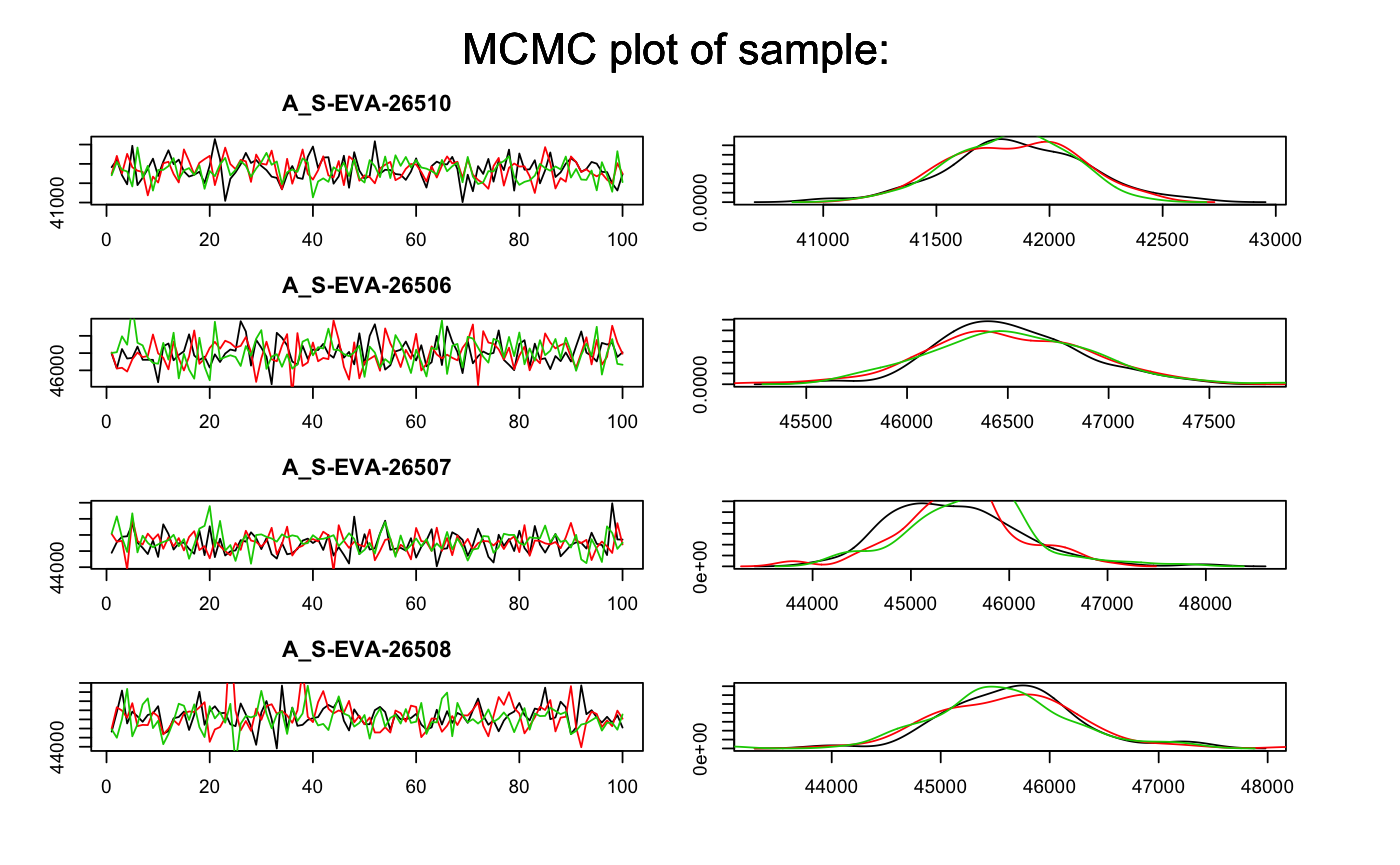 MCMC plot of sample:
A_S-EVA-26510
41000
0 20 40 60 80 100
0.0000
41000 41500 42000 42500 43000
A_S-EVA-26506
46000
0 20 40 60 80 100
0.0000
45500 46000 46500 47000 47500
A_S-EVA-26507
44000
0 20 40 60 80 100
0e+00
44000 45000 46000 47000 48000
A_S-EVA-26508
44000
0 20 40 60 80 100
0e+00
44000 45000 46000 47000 48000